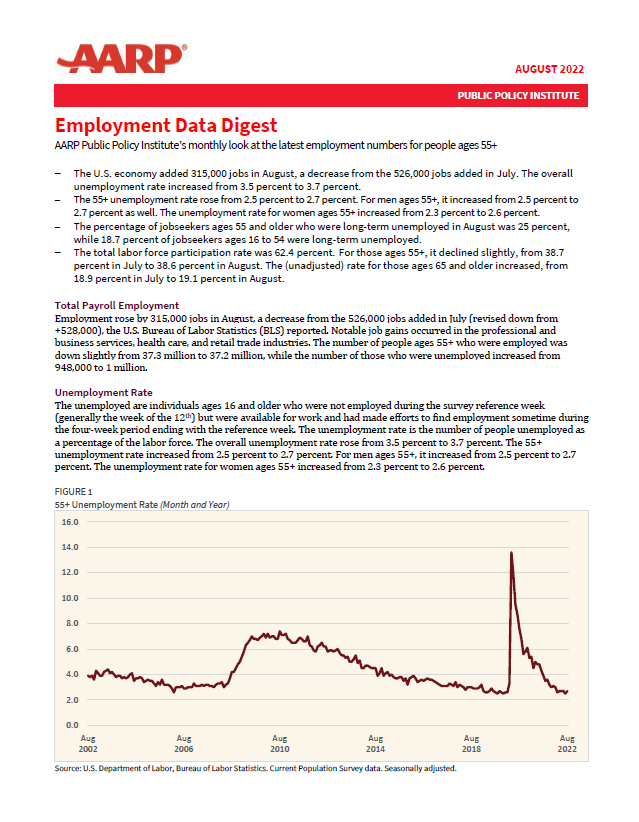 AARP®
AUGUST 2022
PUBLIC POLICY INSTITUTE
Employment Data Digest
AARP Public Policy Institute's monthly look at the latest employment numbers for people ages 55+
– The U.S. economy added 315,000 jobs in August, a decrease from the 526,000 jobs added in July. The overall
unemployment rate increased from 3.5 percent to 3.7 percent.
– The 55+ unemployment rate rose from 2.5 percent to 2.7 percent. For men ages 55+, it increased from 2.5 percent to
2.7 percent as well. The unemployment rate for women ages 55+ increased from 2.3 percent to 2.6 percent.
– The percentage of jobseekers ages 55 and older who were long-term unemployed in August was 25 percent,
while 18.7 percent of jobseekers ages 16 to 54 were long-term unemployed.
– The total labor force participation rate was 62.4 percent. For those ages 55+, it declined slightly, from 38.7
percent in July to 38.6 percent in August. The (unadjusted) rate for those ages 65 and older increased, from
18.9 percent in July to 19.1 percent in August.
Total Payroll Employment
Employment rose by 315,000 jobs in August, a decrease from the 526,000 jobs added in July (revised down from
+528,000), the U.S. Bureau of Labor Statistics (BLS) reported. Notable job gains occurred in the professional and
business services, health care, and retail trade industries. The number of people ages 55+ who were employed was
down slightly from 37.3 million to 37.2 million, while the number of those who were unemployed increased from
948,000 to 1 million.
Unemployment Rate
The unemployed are individuals ages 16 and older who were not employed during the survey reference week
(generally the week of the 12th) but were available for work and had made efforts to find employment sometime during
the four-week period ending with the reference week. The unemployment rate is the number of people unemployed as
a percentage of the labor force. The overall unemployment rate rose from 3.5 percent to 3.7 percent. The 55+
unemployment rate increased from 2.5 percent to 2.7 percent. For men ages 55+, it increased from 2.5 percent to 2.7
percent. The unemployment rate for women ages 55+ increased from 2.3 percent to 2.6 percent.
FIGURE 1
55+ Unemployment Rate (Month and Year)
16.0
14.0
12.0
10.0
8.0
6.0
4.0
2.0
0.0
Aug Aug Aug Aug Aug Aug
2002 2006 2010 2014 2018 2022
Source: U.S. Department of Labor, Bureau of Labor Statistics. Current Population Survey data. Seasonally adjusted.